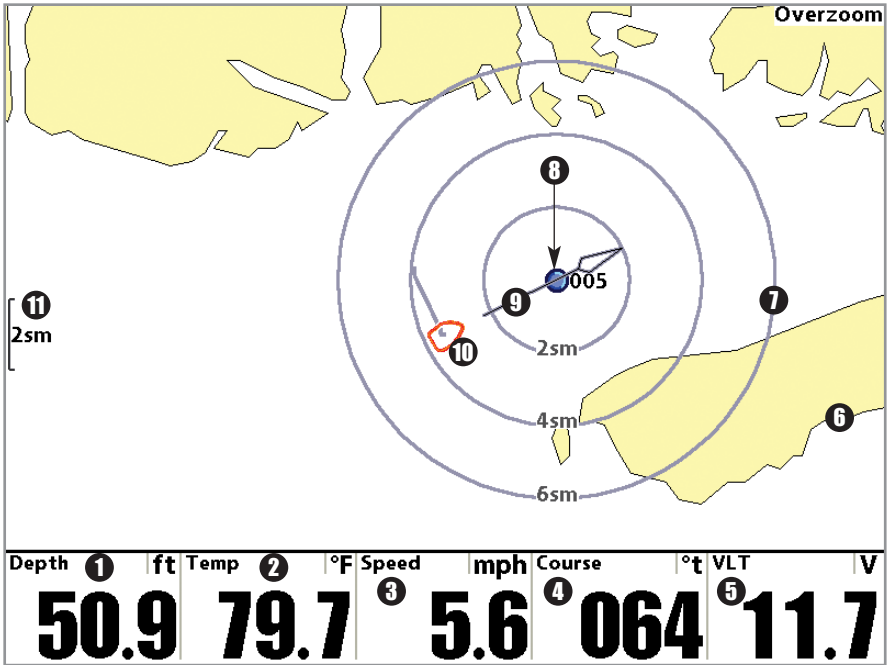 Overzoom
8
005
9
7
11
2sm
10
2sm
4sm
6
6sm
Depth 1 ft Temp 2 °F Speed mph Course °t VLT V
3 4 5
50.9 79.7 5.6 064 11.7